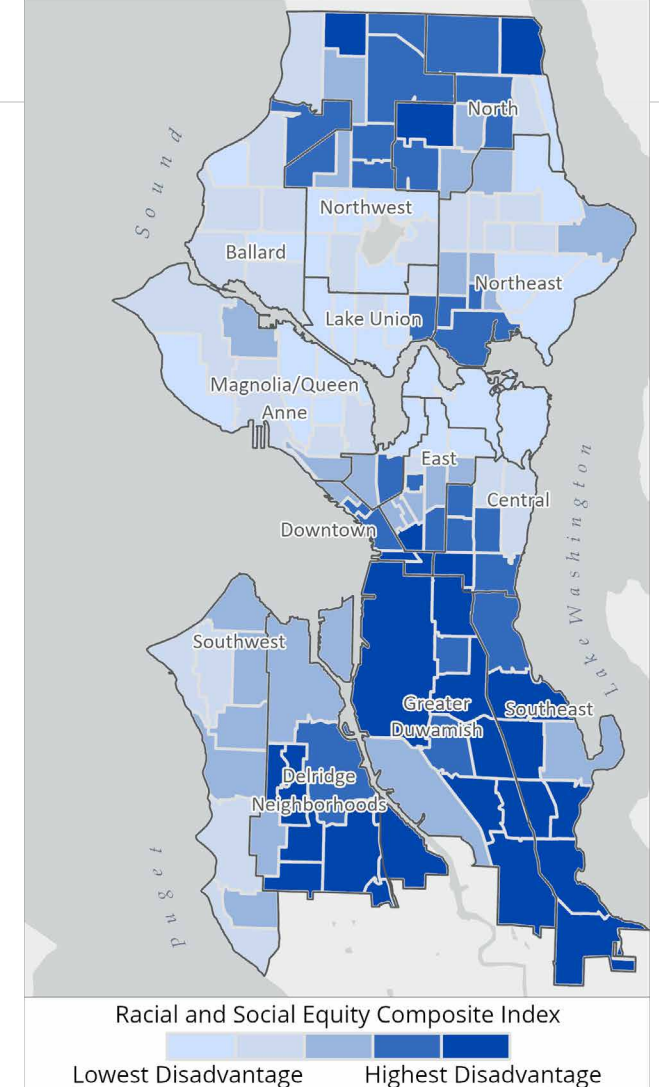 North
Sound
Northwest
Ballard
Northeast
Lake Union
Magnolia/Queen
Anne
East
Central
Downtown
Lake Washington
Southwest
Greater
Duwamish
Southeast
Delridge
Neighborhoods
Puget
Racial and Social Equity Composite Index
Lowest Disadvantage
Highest Disadvantage